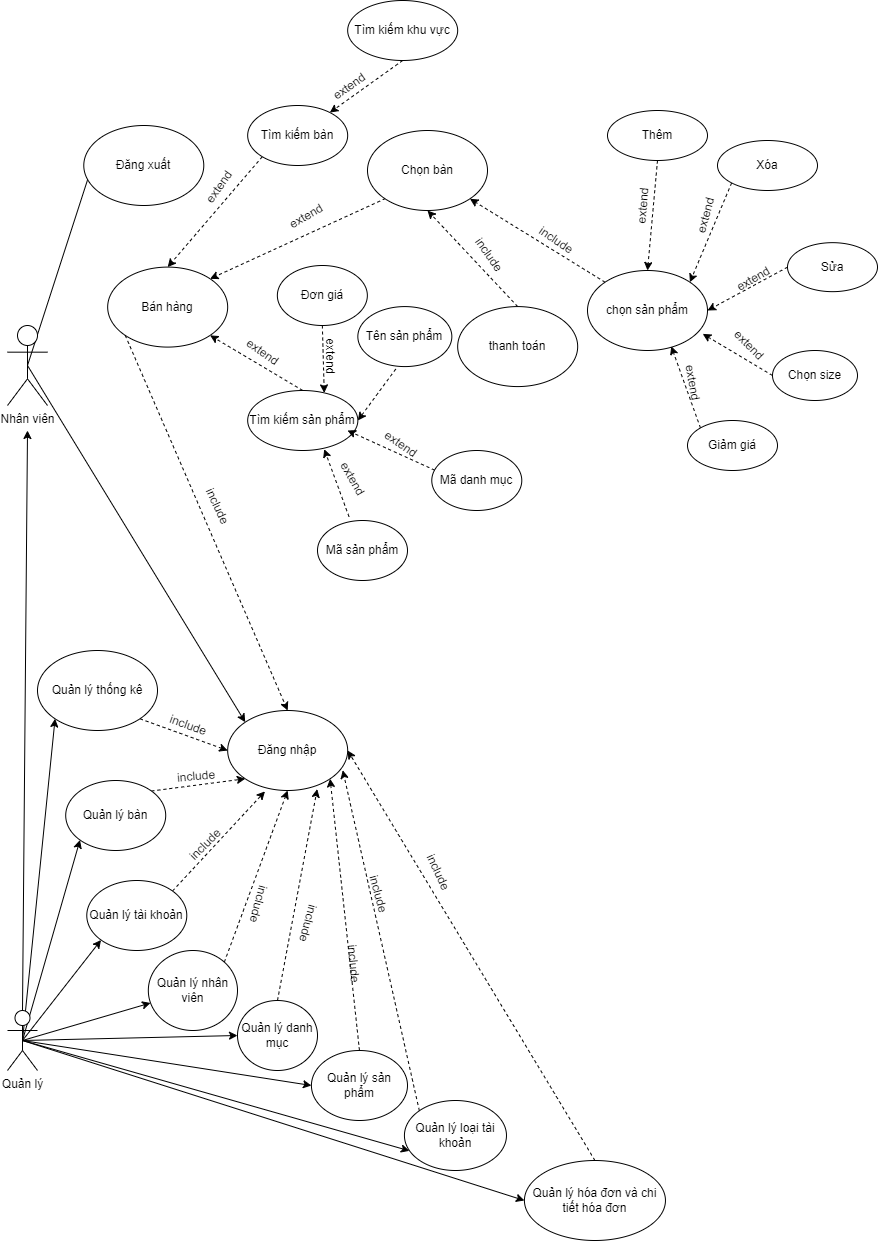 Tìm kiếm khu vực
extend
Tìm kiếm bàn
Thêm
Đăng xuất
Chọn bàn
Xóa
extend
extend
extend
extend
include
include
Sửa
extend
Đơn giá
Bán hàng
chọn sản phẩm
Tên sản phẩm
thanh toán
extend
extend
extend
Chọn size
extend
Nhân viên
Tìm kiếm sản phẩm
extend
Giảm giá
extend
Mã danh mục
include
Mã sản phẩm
Quản lý thống kê
include
Đăng nhập
include
Quản lý bàn
include
include
Quản lý tài khoản
include
include
include
include
Quản lý nhân
viên
Quản lý danh
mục
Quản lý
Quản lý sản
phẩm
Quản lý loại tài
khoản
Quản lý hóa đơn và chi
tiết hóa đơn